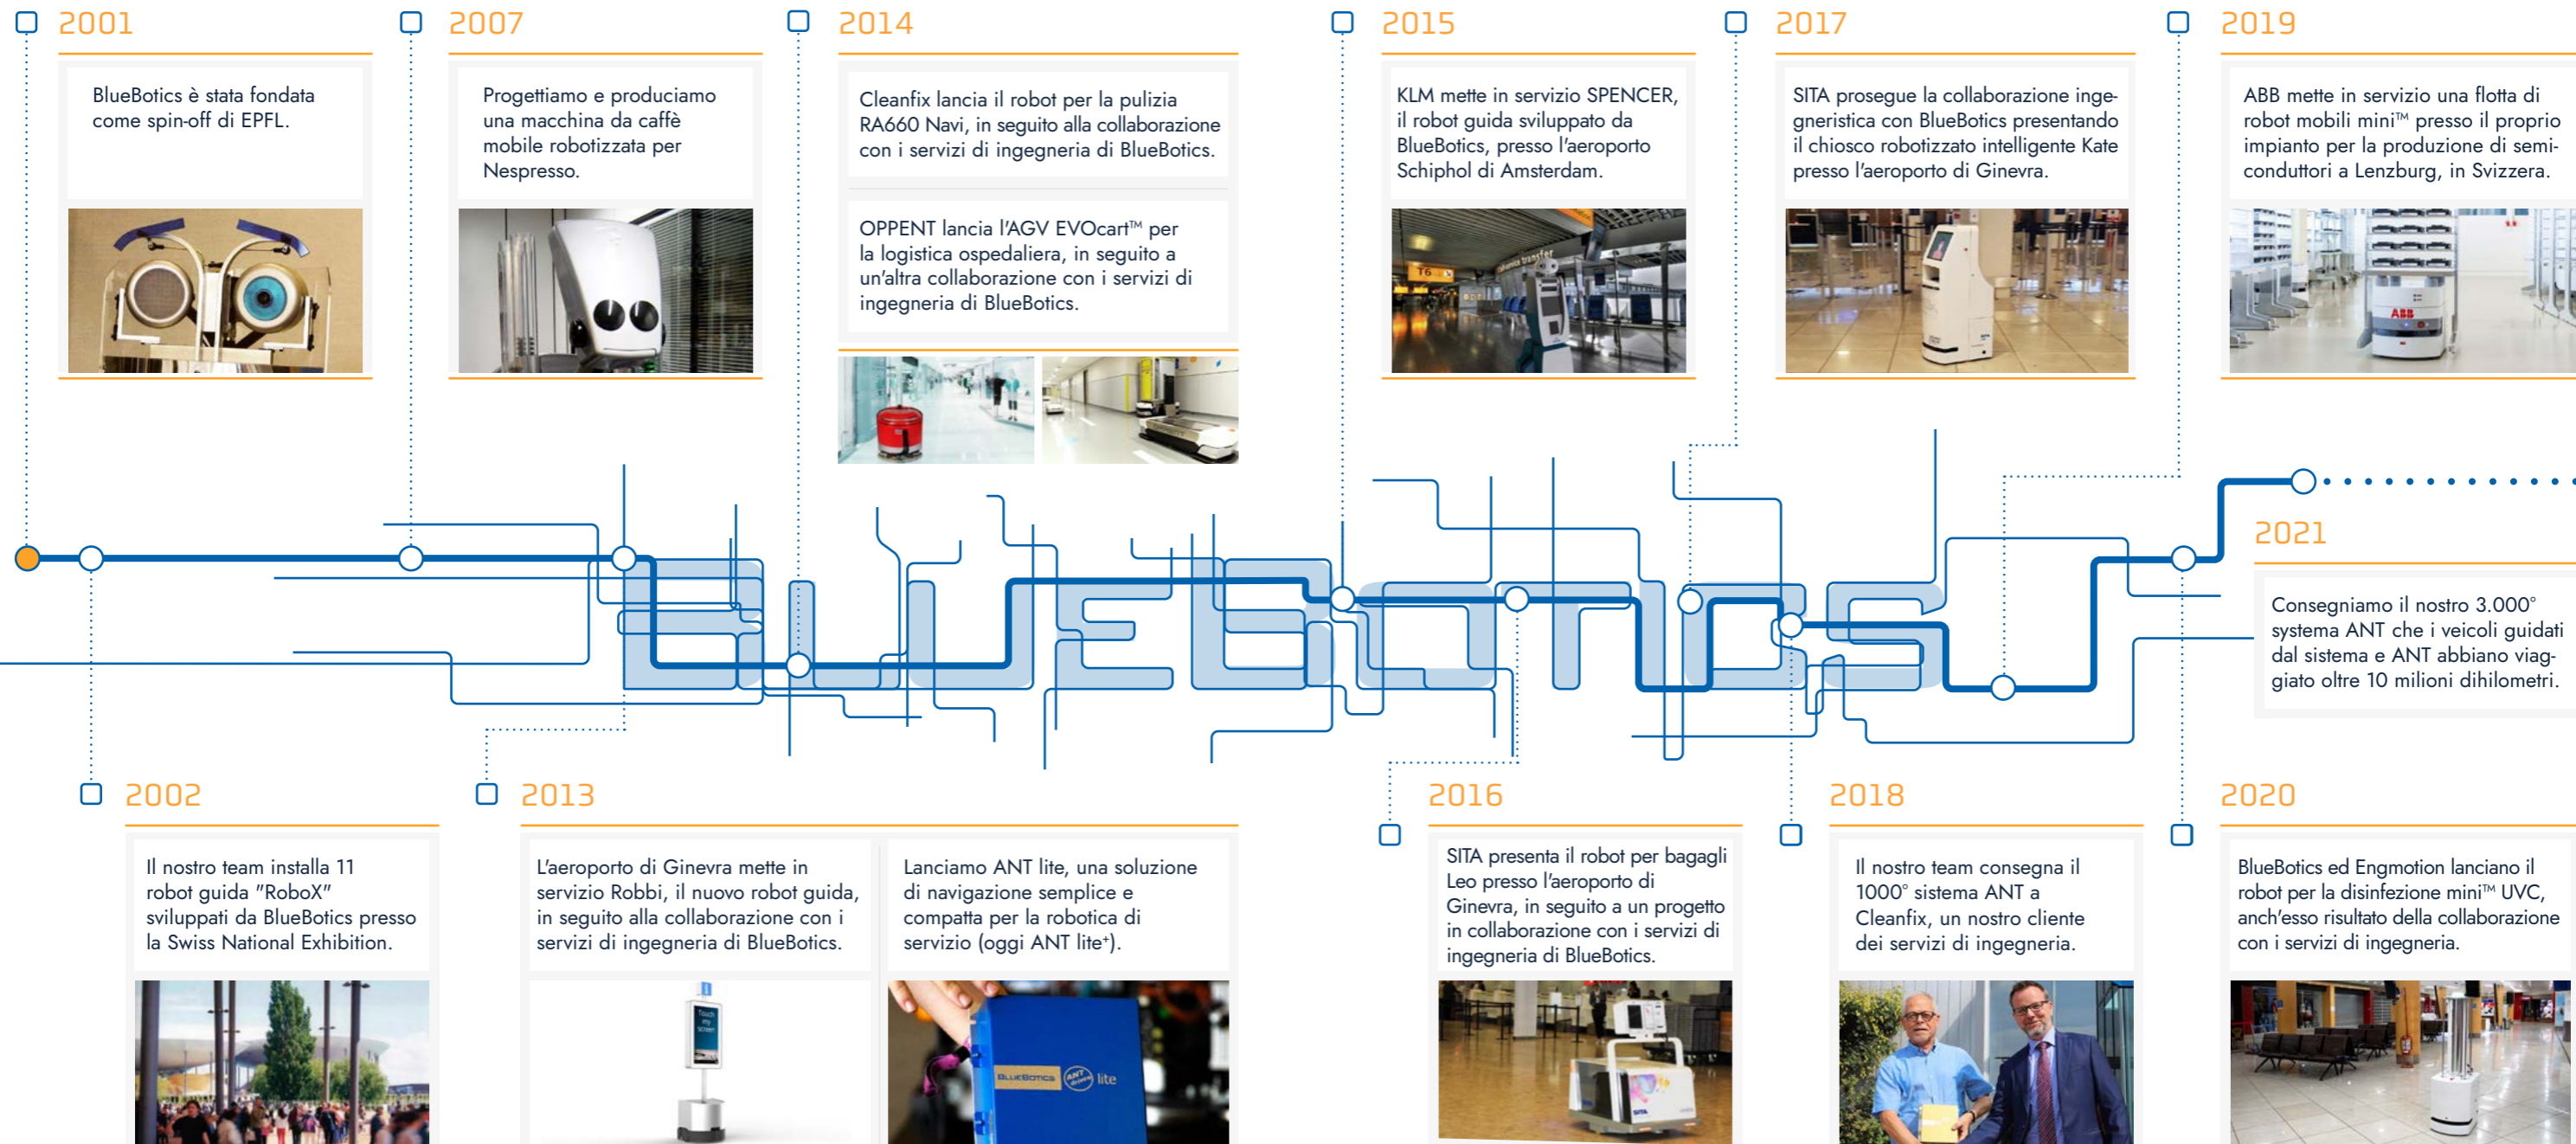 2001
BlueBotics è stata fondata
come spin-off di EPFL.
2007
Progettiamo e produciamo
una macchina da caffè
mobile robotizzata per
Nespresso.
2014
Cleanfix lancia il robot per la pulizia
RA660 Navi, in seguito alla collaborazione
con i servizi di ingegneria di BlueBotics.
OPPENT lancia l'AGV EVOcart™ per
la logistica ospedaliera, in seguito a
un'altra collaborazione con i servizi di
ingegneria di BlueBotics.
2015
KLM mette in servizio SPENCER,
il robot guida sviluppato da
BlueBotics, presso l'aeroporto
Schiphol di Amsterdam.
T6
transfer
2017
SITA prosegue la collaborazione inge-
gneristica con BlueBotics presentando
il chiosco robotizzato intelligente Kate
presso l'aeroporto di Ginevra.
2019
ABB mette in servizio una flotta di
robot mobili mini™ presso il proprio
impianto per la produzione di semi-
conduttori a Lenzburg, in Svizzera.
ABB
BLUEBOTICS
2021
Consegniamo il nostro 3.000°
systema ANT che i veicoli guidati
dal sistema e ANT abbiano viag-
giato oltre 10 milioni dihilometri.
2002
Il nostro team installa 11
robot guida "RoboX"
sviluppati da BlueBotics presso
la Swiss National Exhibition.
2013
L'aeroporto di Ginevra mette in
servizio Robbi, il nuovo robot guida,
in seguito alla collaborazione con i
servizi di ingegneria di BlueBotics.
Touch
my
screen
Lanciamo ANT lite, una soluzione
di navigazione semplice e
compatta per la robotica di
servizio (oggi ANT lite⁺).
BLUEBOTICS ANT driven lite
2016
SITA presenta il robot per bagagli
Leo presso l'aeroporto di
Ginevra, in seguito a un progetto
in collaborazione con i servizi di
ingegneria di BlueBotics.
SITA
2018
Il nostro team consegna il
1000° sistema ANT a
Cleanfix, un nostro cliente
dei servizi di ingegneria.
2020
BlueBotics ed Engmotion lanciano il
robot per la disinfezione mini™ UVC,
anch'esso risultato della collaborazione
con i servizi di ingegneria.